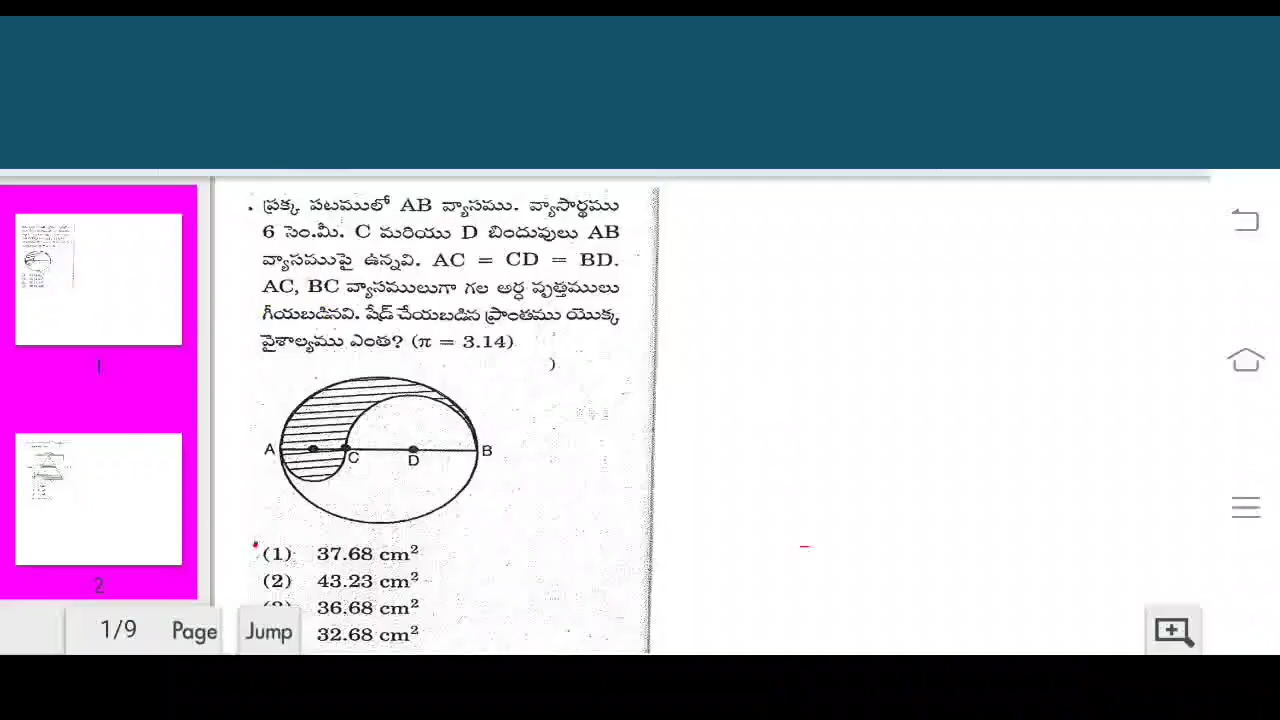 . ప్రక్క పటములో AB వ్యాసము. వ్యాసార్థము
6 సెం.మీ. C మరియు D బిందువులు AB
వ్యాసముపై ఉన్నవి. AC = CD = BD.
AC, BC వ్యాసములుగా గల అర్ధ వృత్తములు
గీయబడినవి. షేడ్ చేయబడిన ప్రాంతము యొక్క
వైశాల్యము ఎంత? (π = 3.14)
)
A C D B
(1) 37.68 cm²
(2) 43.23 cm²
36.68 cm²
32.68 cm²
1
2
1/9 Page Jump